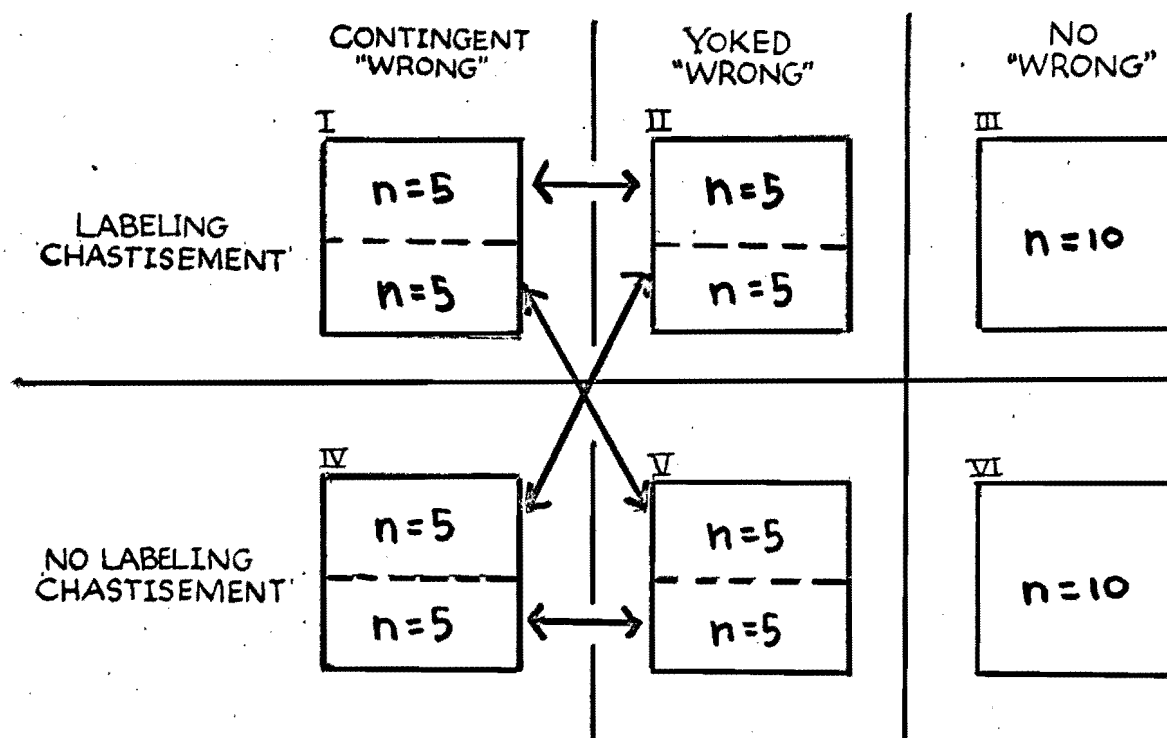 CONTINGENT
"WRONG"
YOKED
"WRONG"
NO
"WRONG"
I
II
III
LABELING
CHASTISEMENT
n=5
n=5
n=5
n=5
n=10
IV
V
VI
NO LABELING
CHASTISEMENT
n=5
n=5
n=5
n=5
n=10